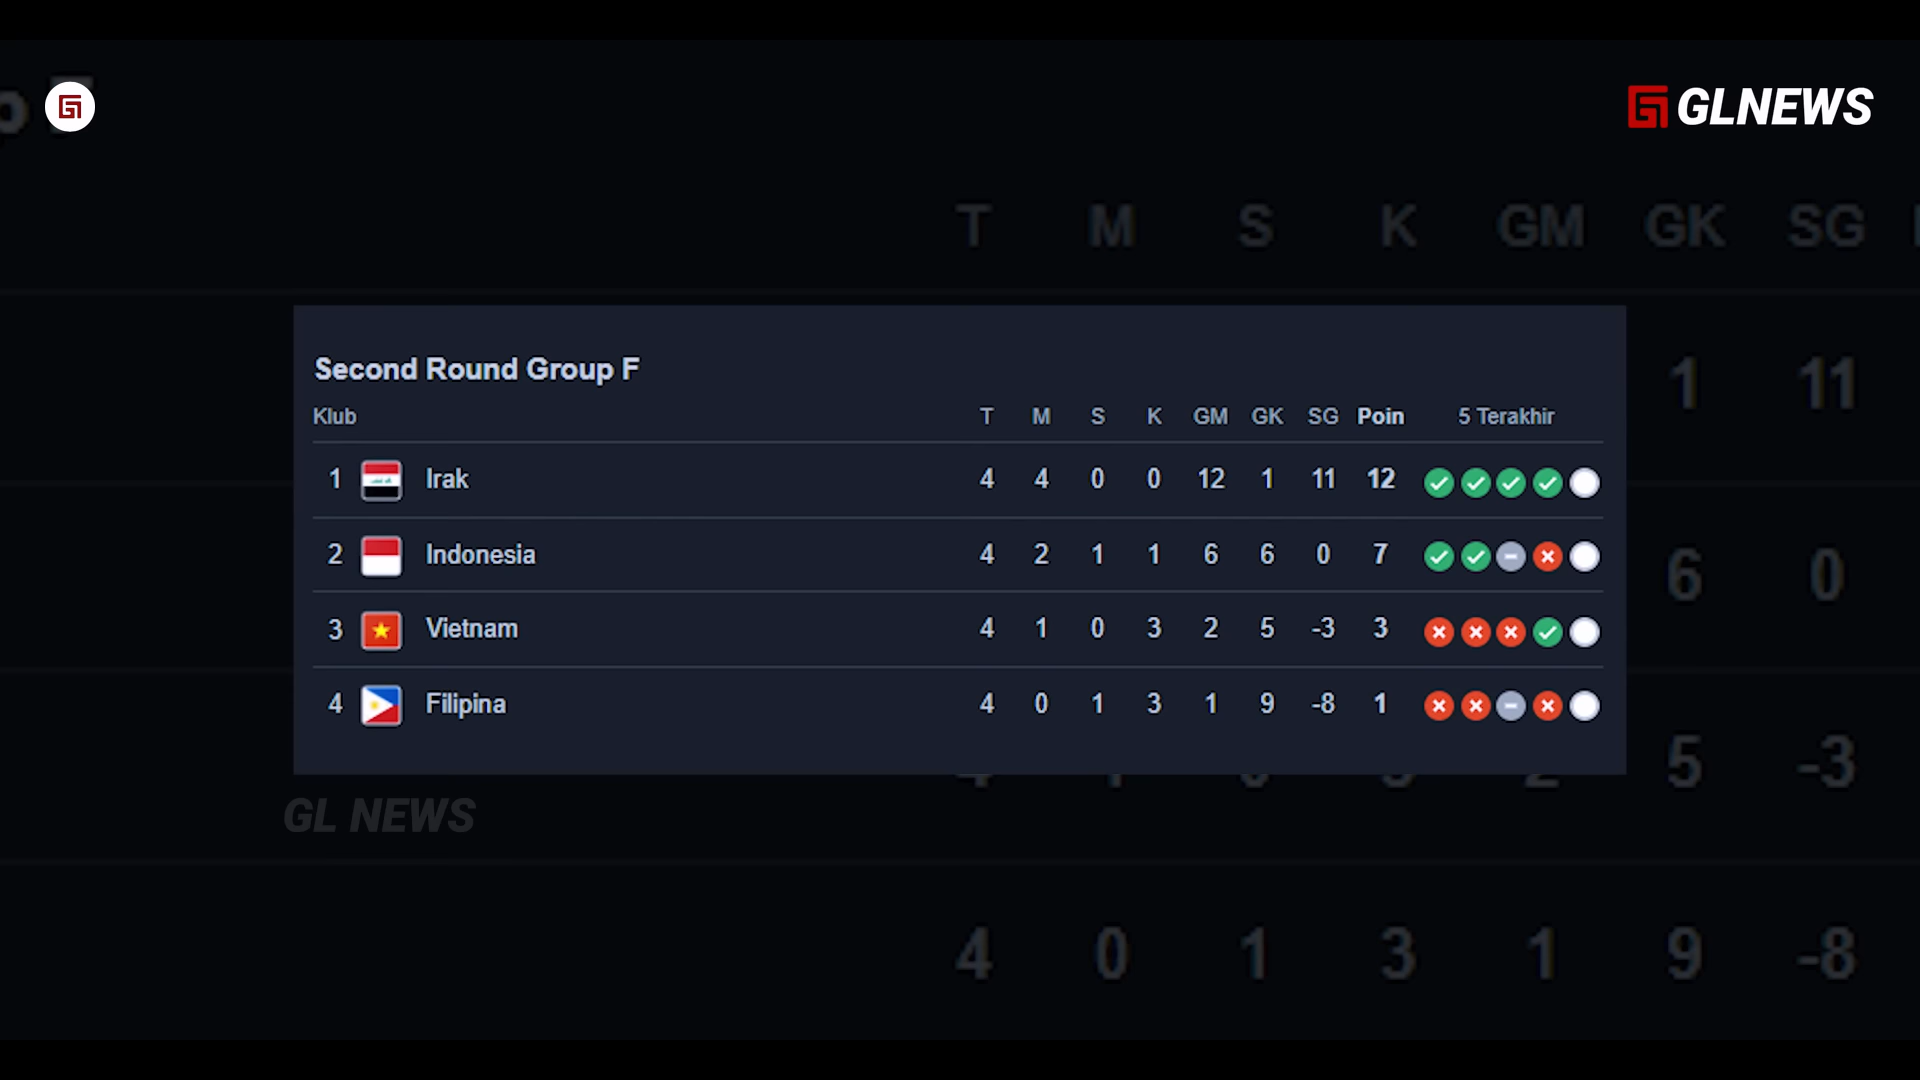 GLNEWS
T M S K GM GK SG
1 11
Second Round Group F
Klub T M S K GM GK SG Poin 5 Terakhir
1 Irak 4 4 0 0 12 1 11 12
2 Indonesia 4 2 1 1 6 6 0 7
6 0
3 Vietnam 4 1 0 3 2 5 -3 3
4 Filipina 4 0 1 3 1 9 -8 1
5 -3
GL NEWS
4 0 1 3 1 9 -8